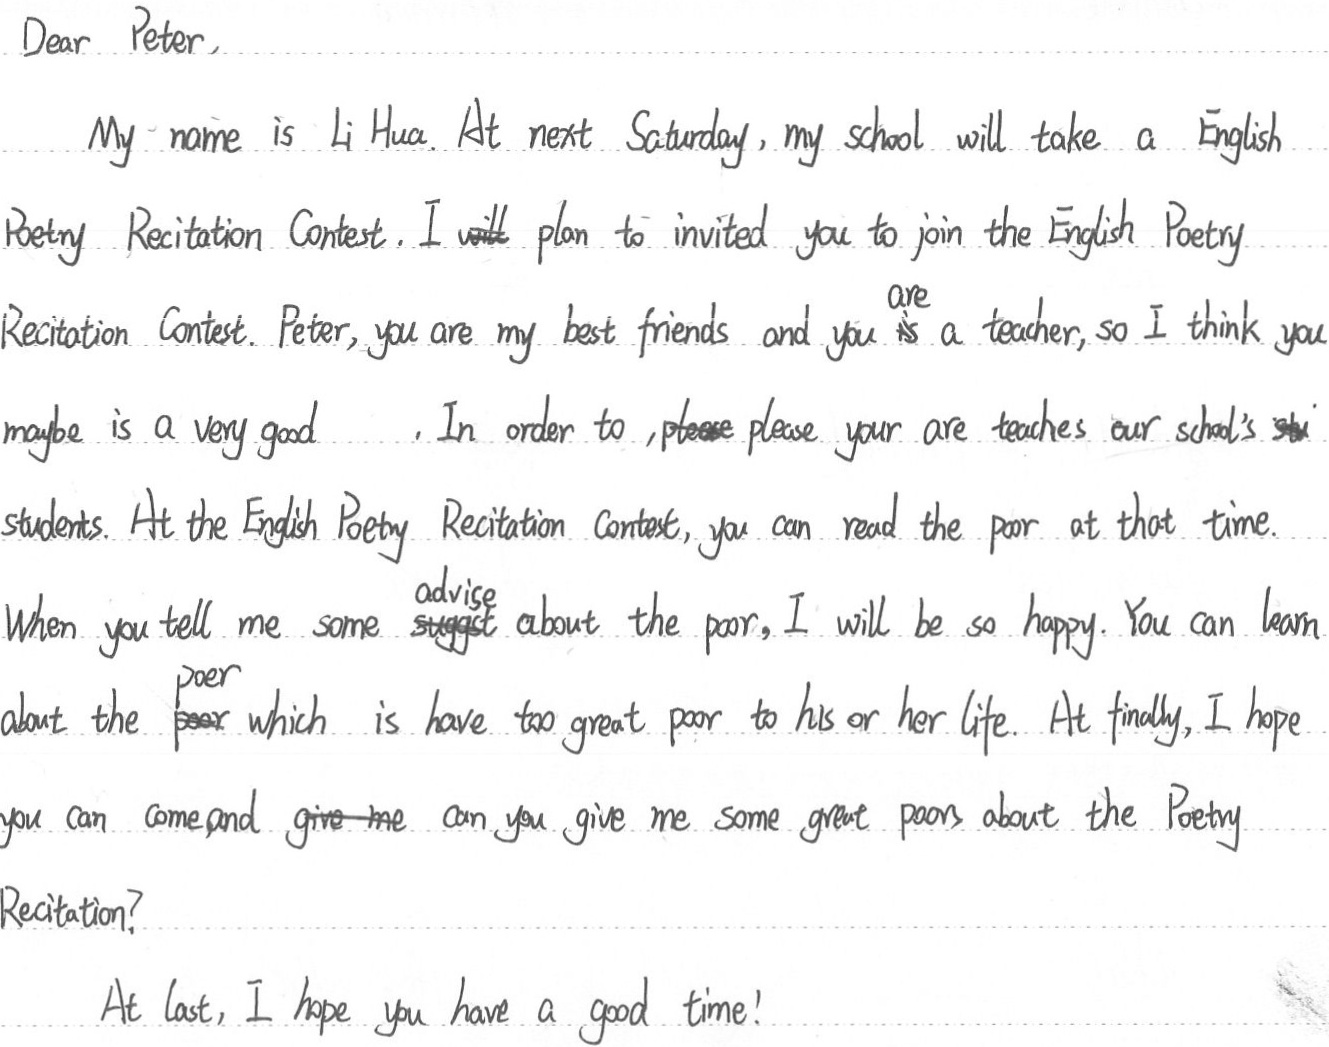 Dear Peter,
My name is Li Hua. At next Saturday, my school will take a English
Poetry Recitation Contest. I will plan to invited you to join the English Poetry
Recitation Contest. Peter, you are my best friends and you is are a teacher, so I think you
maybe is a very good . In order to , please please your are teaches our school's stu
students. At the English Poetry Recitation Contest, you can read the poor at that time.
When you tell me some suggst advise about the poor, I will be so happy. You can learn
about the peor poer which is have too great poor to his or her life. At finally, I hope
you can come,and give me can you give me some great poors about the Poetry
Recitation?
At last, I hope you have a good time!